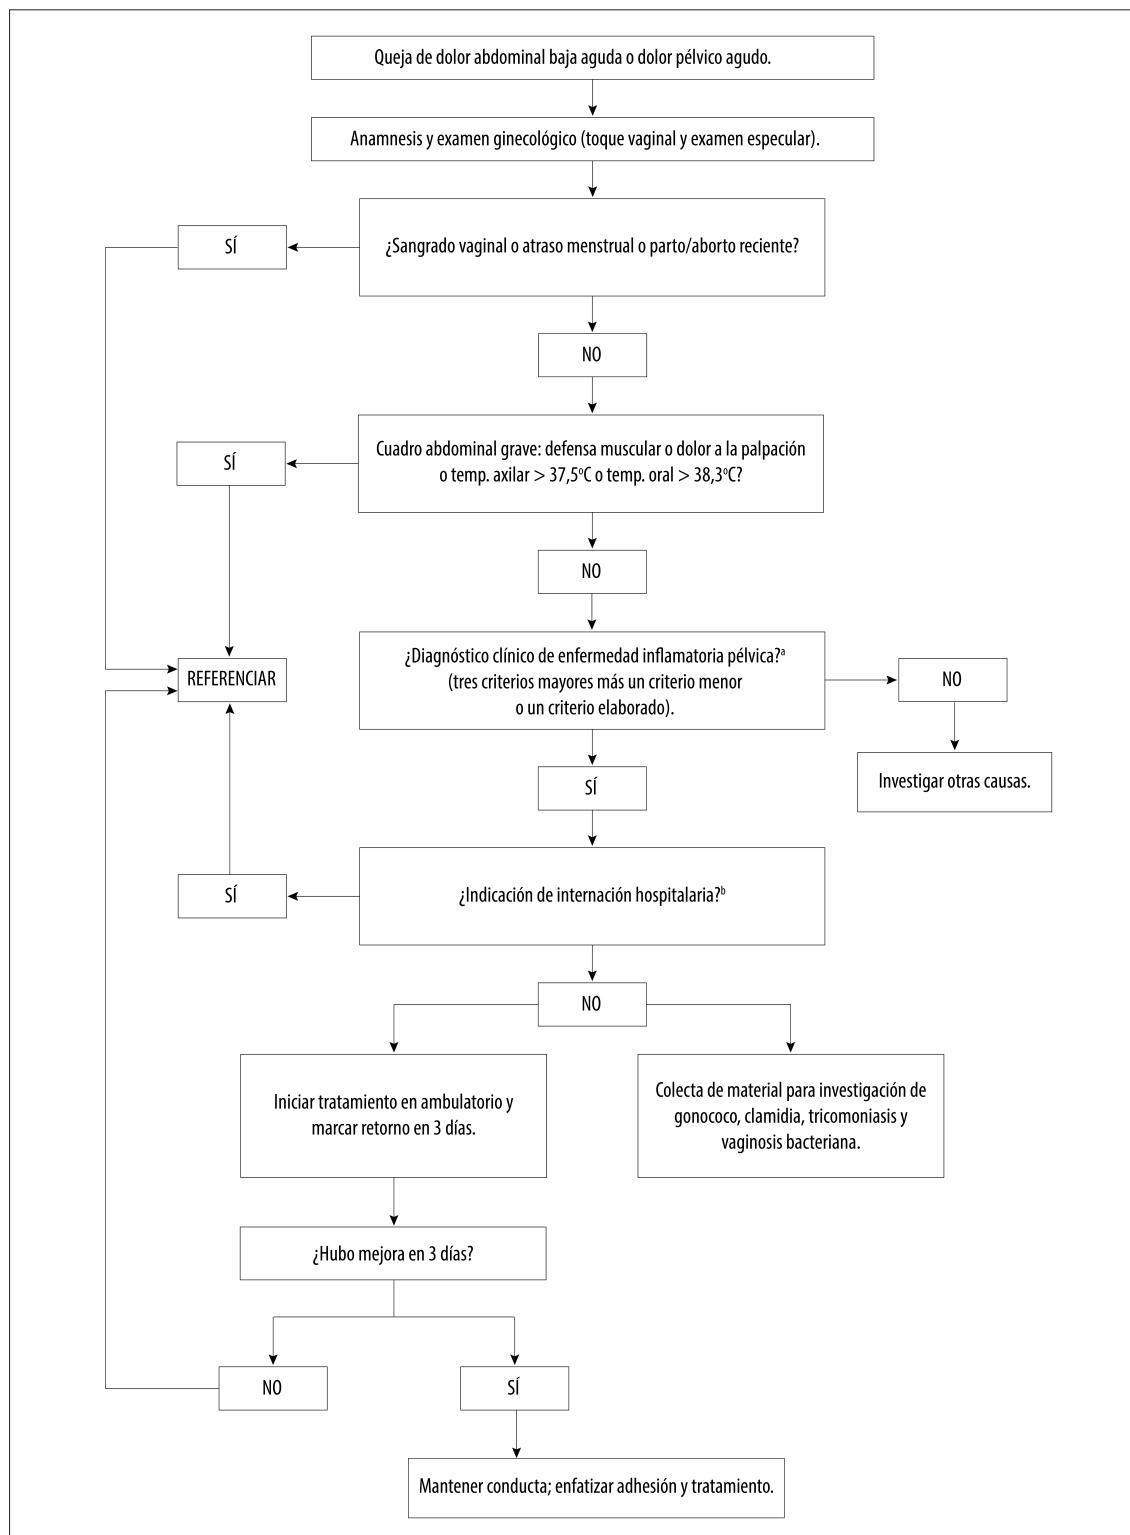 Queja de dolor abdominal baja aguda o dolor pélvico agudo.
Anamnesis y examen ginecológico (toque vaginal y examen especular).
¿Sangrado vaginal o atraso menstrual o parto/aborto reciente?
SÍ
NO
Cuadro abdominal grave: defensa muscular o dolor a la palpación
o temp. axilar > 37,5ºC o temp. oral > 38,3ºC?
SÍ
NO
¿Diagnóstico clínico de enfermedad inflamatoria pélvica?ª
(tres criterios mayores más un criterio menor
o un criterio elaborado).
NO
REFERENCIAR
Investigar otras causas.
SÍ
¿Indicación de internación hospitalaria?ᵇ
SÍ
NO
Iniciar tratamiento en ambulatorio y
marcar retorno en 3 días.
Colecta de material para investigación de
gonococo, clamidia, tricomoniasis y
vaginosis bacteriana.
¿Hubo mejora en 3 días?
NO
SÍ
Mantener conducta; enfatizar adhesión y tratamiento.